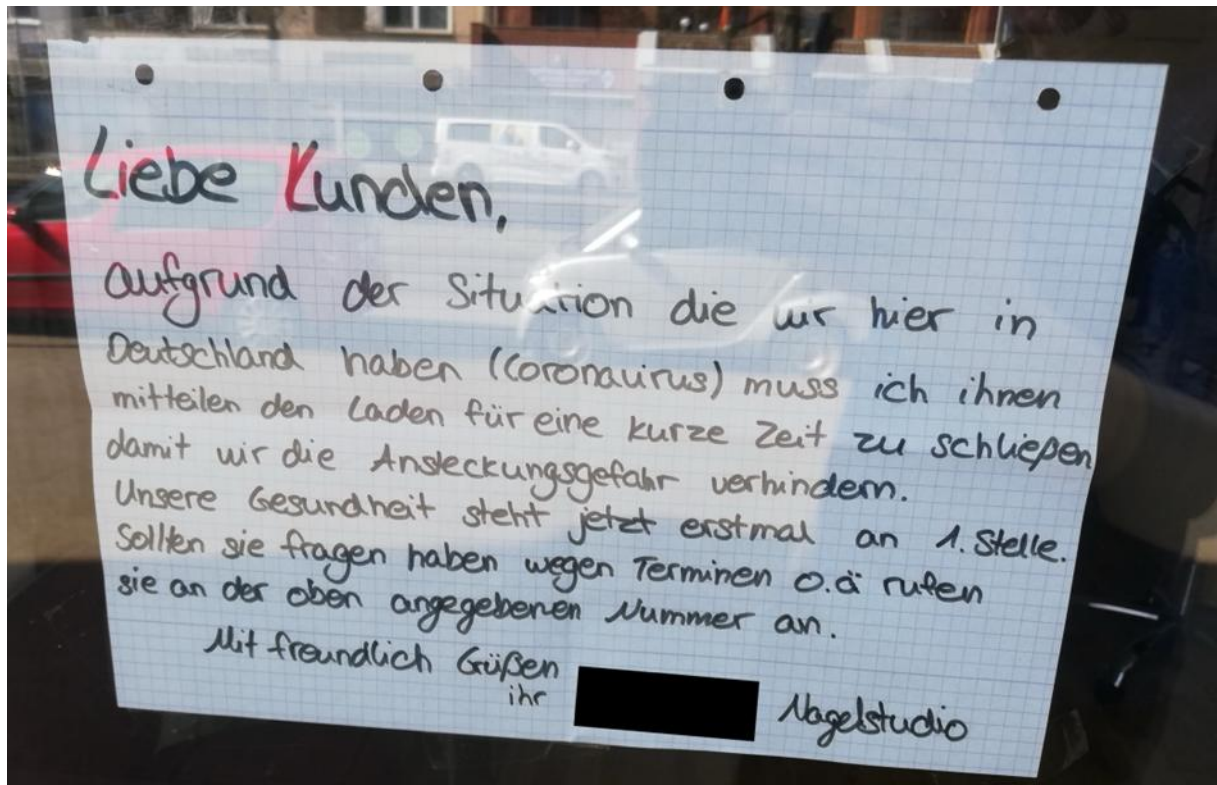 Liebe Kunden,
aufgrund der Situation die wir hier in
Deutschland haben (Coronavirus) muss ich ihnen
mitteilen den Laden für eine kurze Zeit zu schließen
damit wir die Ansteckungsgefahr verhindern.
Unsere Gesundheit steht jetzt erstmal an 1. Stelle.
Sollten sie fragen haben wegen Terminen o.ä rufen
sie an der oben angegebenen Nummer an.
Mit freundlich Grüßen
ihr Nagelstudio